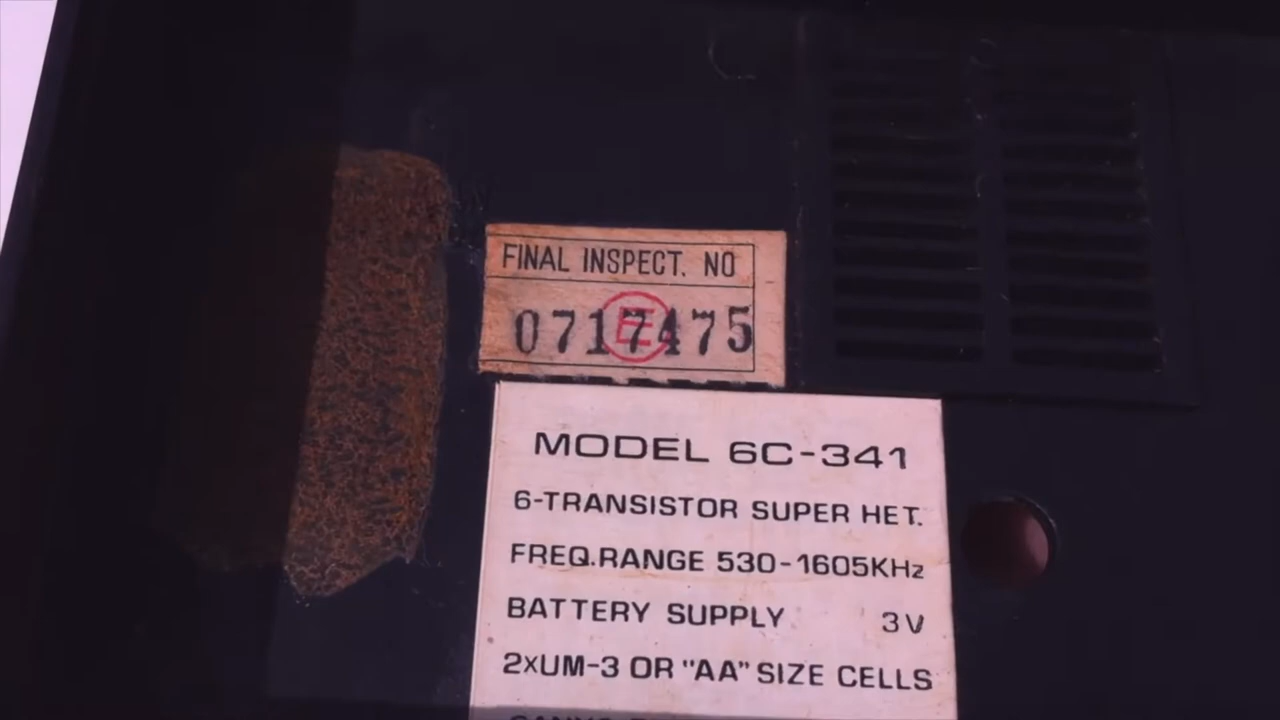 FINAL INSPECT. NO
0717475
E
MODEL 6C-341
6-TRANSISTOR SUPER HET.
FREQ.RANGE 530-1605KHz
BATTERY SUPPLY 3V
2xUM-3 OR "AA" SIZE CELLS